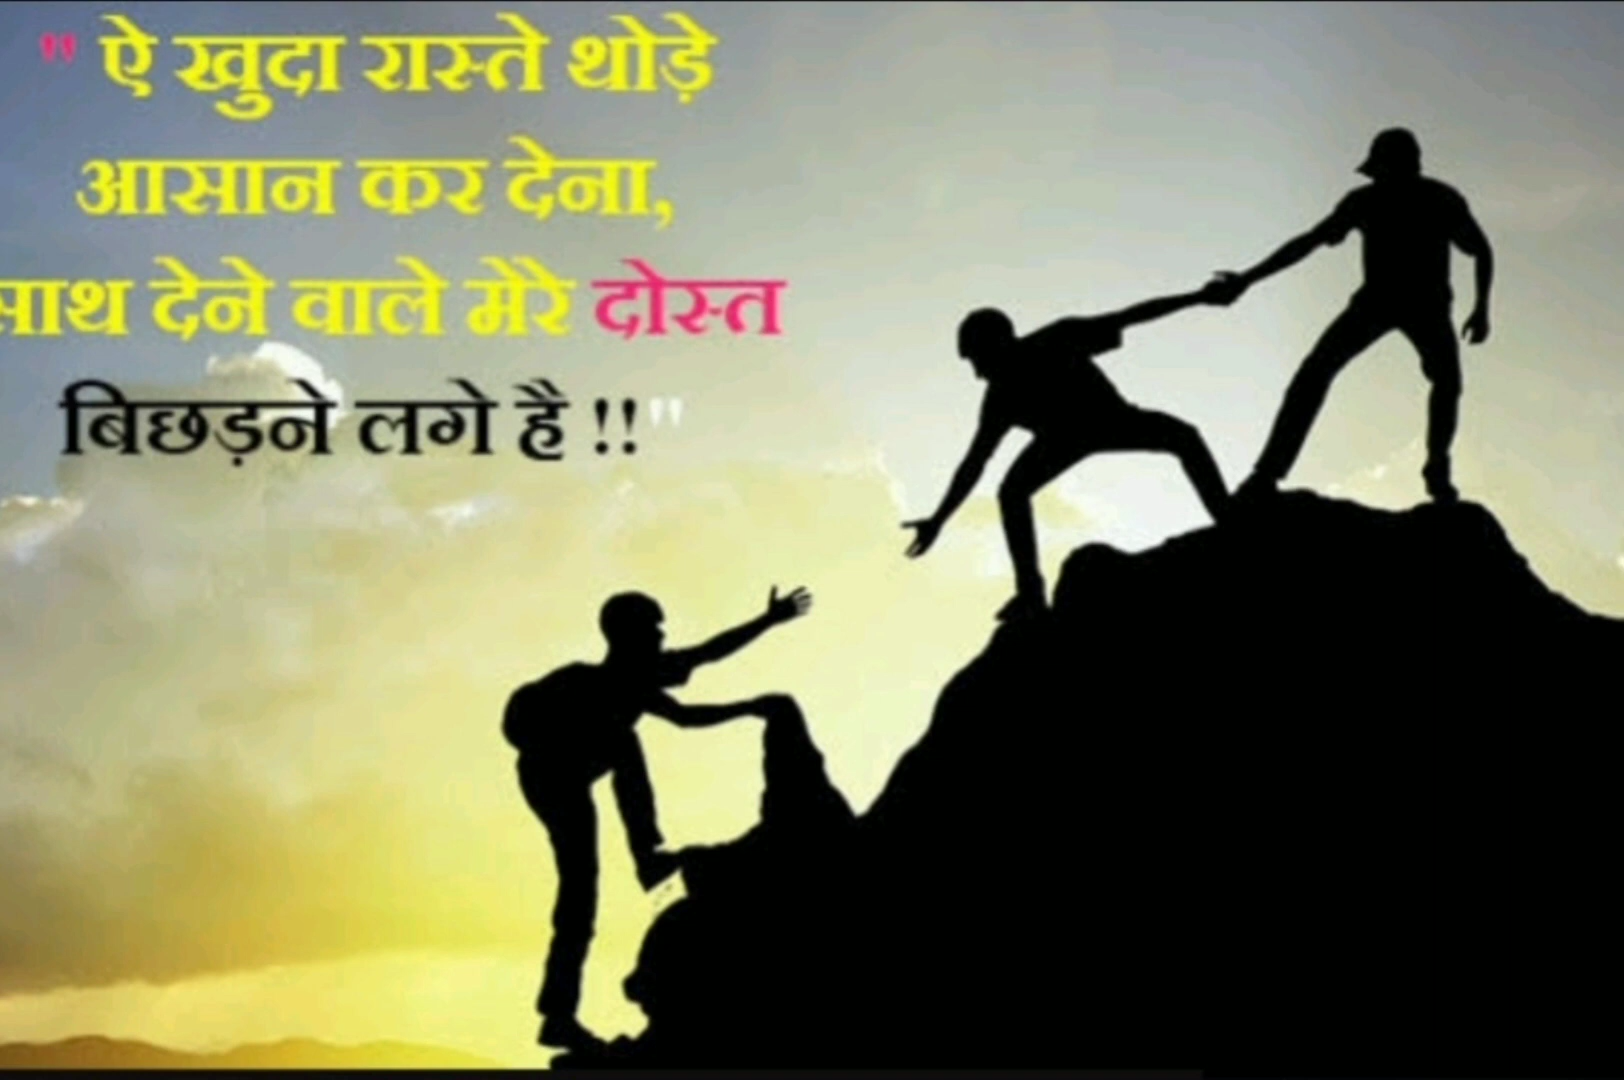 " ऐ खुदा रास्ते थोड़े
आसान कर देना,
साथ देने वाले मेरे दोस्त
बिछड़ने लगे है !!"